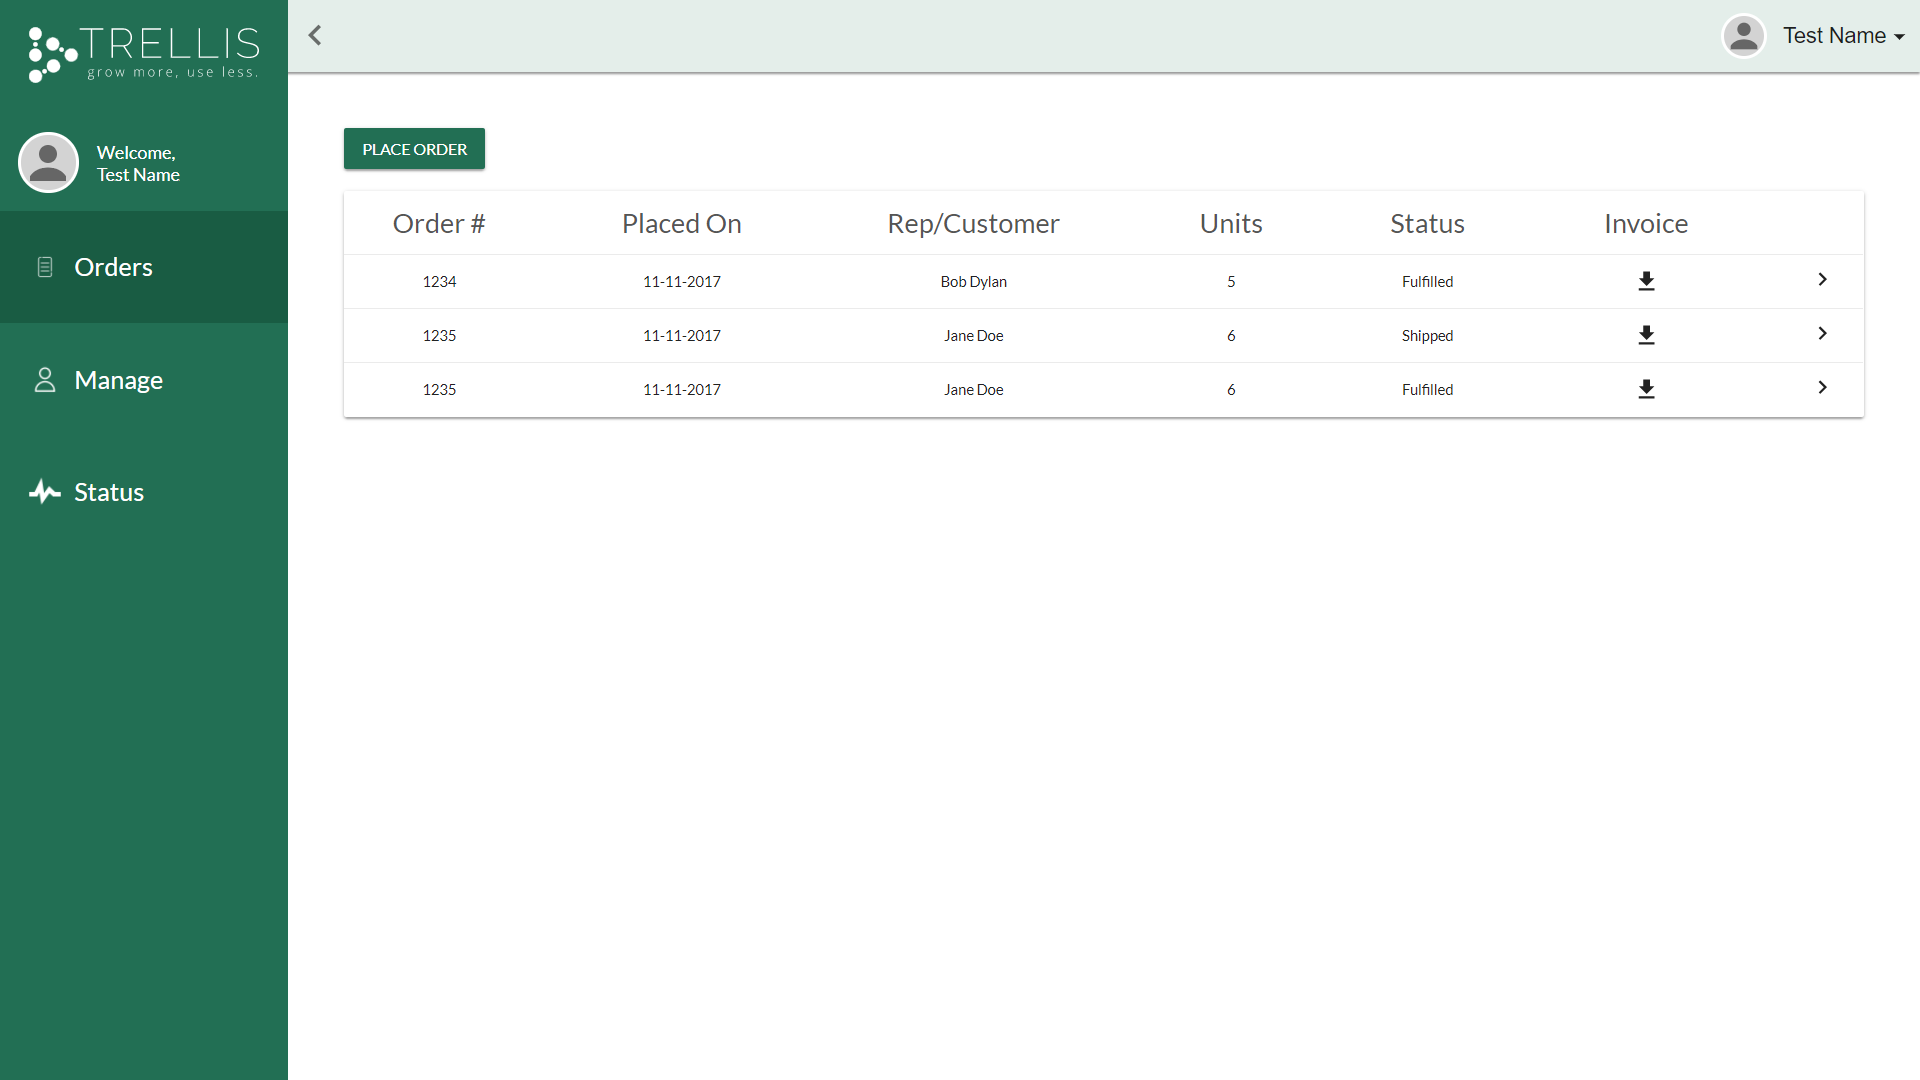 TRELLIS
grow more, use less.
Test Name
Welcome,
Test Name
Orders
Manage
Status
PLACE ORDER
Order # Placed On Rep/Customer Units Status Invoice
1234 11-11-2017 Bob Dylan 5 Fulfilled
1235 11-11-2017 Jane Doe 6 Shipped
1235 11-11-2017 Jane Doe 6 Fulfilled